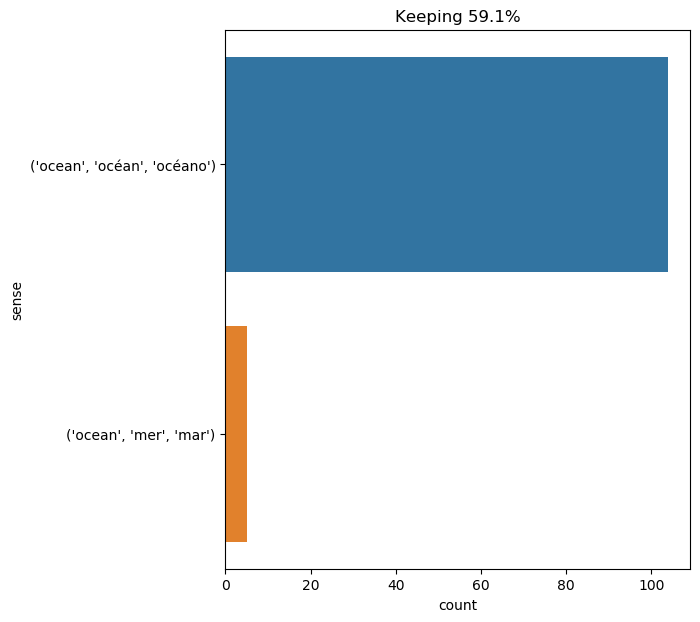 Keeping 59.1%
('ocean', 'océan', 'océano')
('ocean', 'mer', 'mar')
sense
0 20 40 60 80 100
count